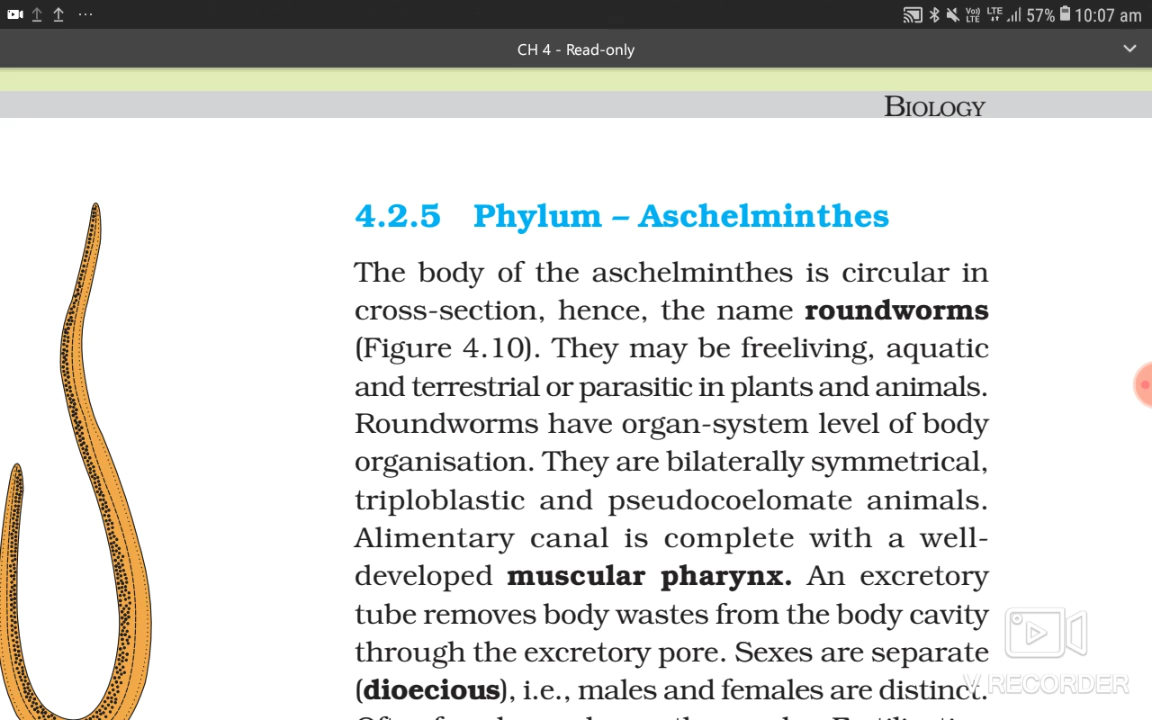 Vo) LTE LTE 57% 10:07 am
CH 4 - Read-only
BIOLOGY
4.2.5 Phylum – Aschelminthes
The body of the aschelminthes is circular in
cross-section, hence, the name roundworms
(Figure 4.10). They may be freeliving, aquatic
and terrestrial or parasitic in plants and animals.
Roundworms have organ-system level of body
organisation. They are bilaterally symmetrical,
triploblastic and pseudocoelomate animals.
Alimentary canal is complete with a well-
developed muscular pharynx. An excretory
tube removes body wastes from the body cavity
through the excretory pore. Sexes are separate
(dioecious), i.e., males and females are distinct.
V RECORDER